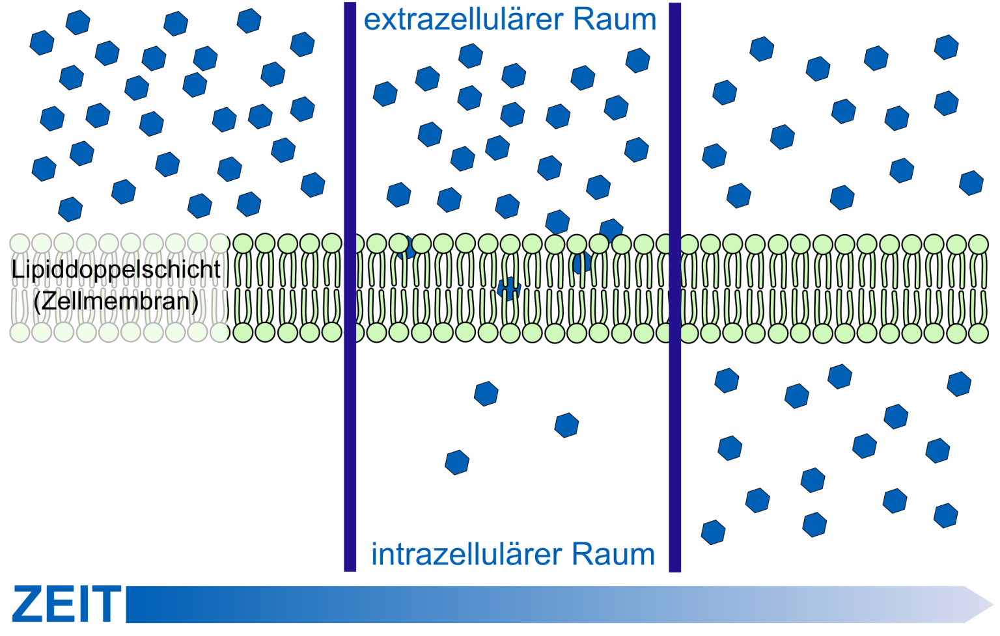 extrazellulärer Raum
Lipiddoppelschicht
(Zellmembran)
intrazellulärer Raum
ZEIT